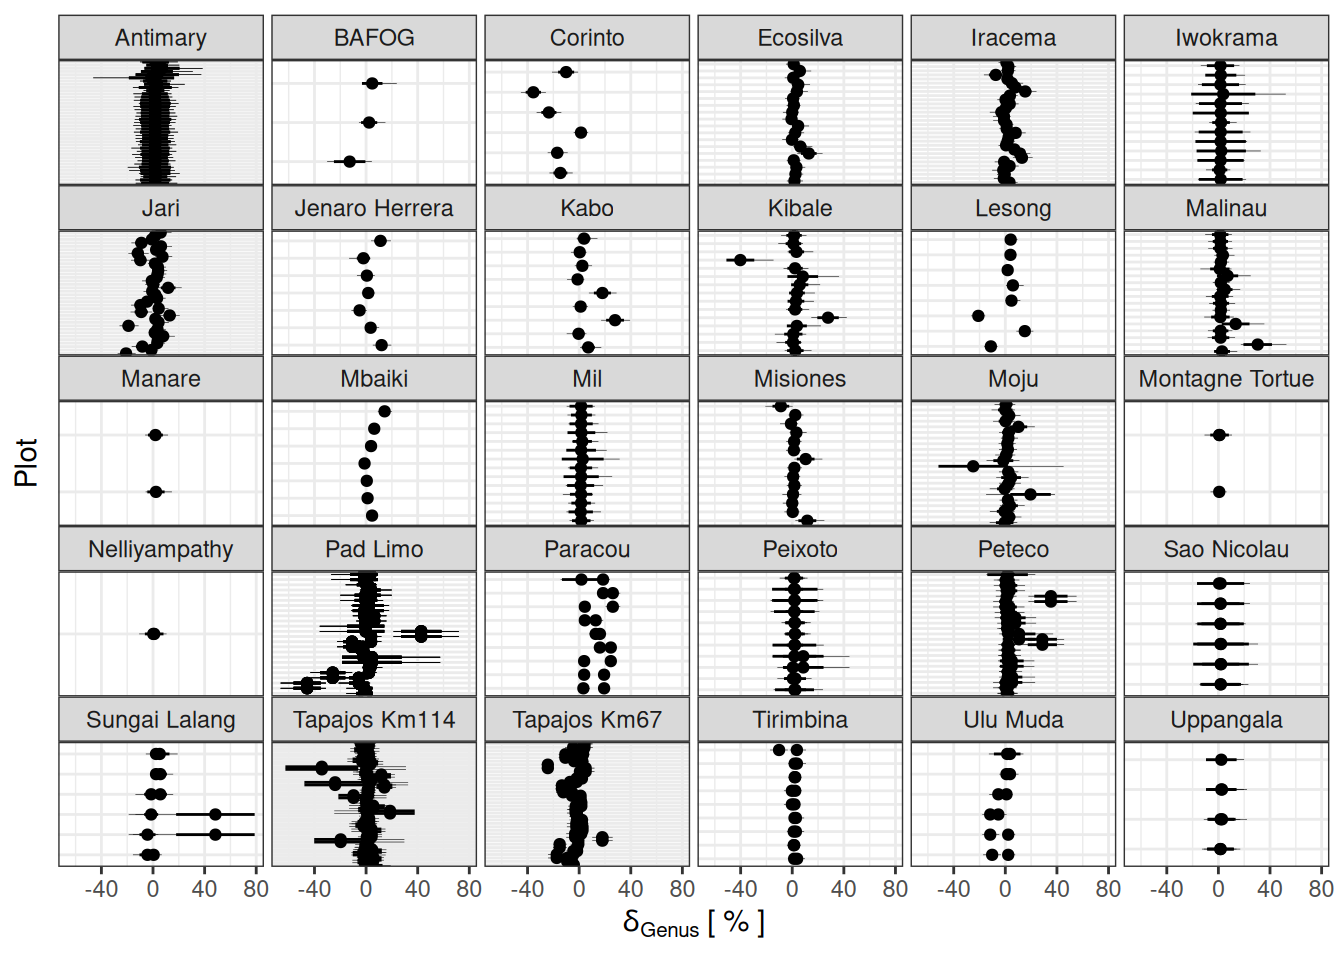 Antimary BAFOG Corinto Ecosilva Iracema Iwokrama
Jari Jenaro Herrera Kabo Kibale Lesong Malinau
Manare Mbaiki Mil Misiones Moju Montagne Tortue
Nelliyampathy Pad Limo Paracou Peixoto Peteco Sao Nicolau
Sungai Lalang Tapajos Km114 Tapajos Km67 Tirimbina Ulu Muda Uppangala
Plot
-40 0 40 80 -40 0 40 80 -40 0 40 80 -40 0 40 80 -40 0 40 80 -40 0 40 80
δGenus [ % ]